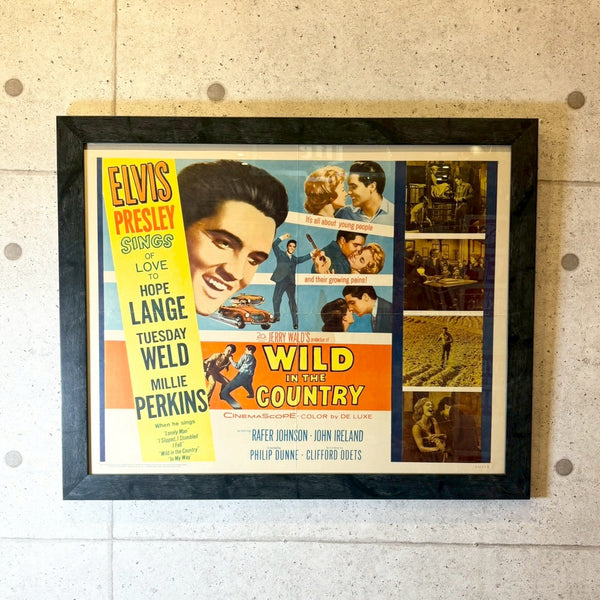 ELVIS
PRESLEY
SINGS
OF
LOVE
TO
HOPE
LANGE
TUESDAY
WELD
MILLIE
PERKINS
When he sings
"Lonely Man"
"I Slipped, I Stumbled
I Fell"
"Wild in the Country"
"In My Way"
It's all about young people
and their growing pains!
20th
JERRY WALD'S
production of
WILD
IN THE
COUNTRY
CINEMASCOPE · COLOR by DE LUXE
RAFER JOHNSON · JOHN IRELAND
PHILIP DUNNE · CLIFFORD ODETS